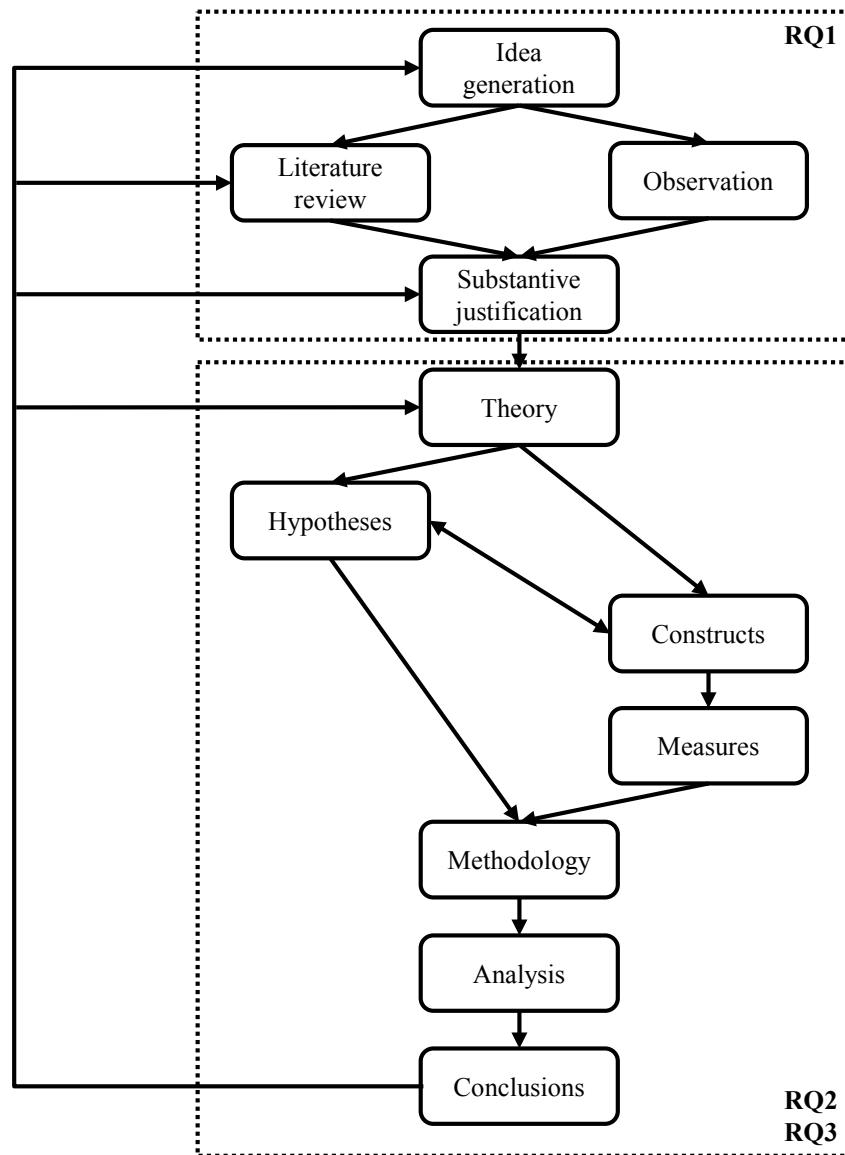 RQ1
Idea
generation
Literature
review
Observation
Substantive
justification
Theory
Hypotheses
Constructs
Measures
Methodology
Analysis
Conclusions
RQ2
RQ3